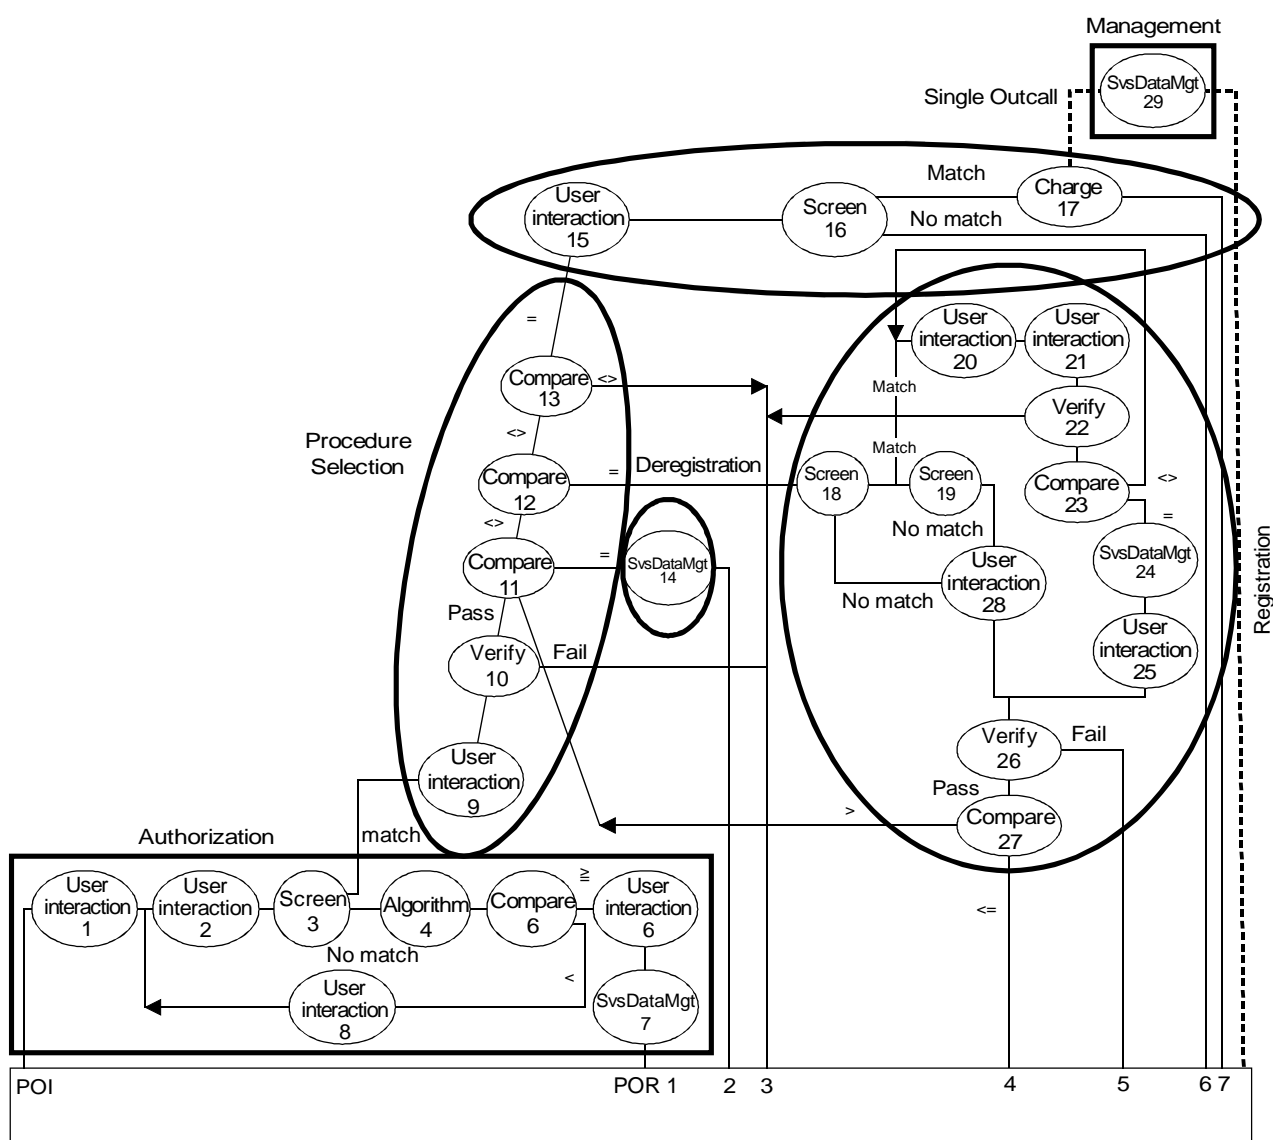 Management
SvsDataMgt
29
Single Outcall
Match
User
interaction
15
Screen
16
Charge
17
No match
=
User
interaction
20
User
interaction
21
Compare
13
<>
Match
Verify
22
<>
Procedure
Selection
Match
Compare
12
=
Deregistration
Screen
18
Screen
19
Compare
23
<>
=
<>
No match
Compare
11
=
SvsDataMgt
14
User
interaction
28
SvsDataMgt
24
No match
Registration
Pass
Verify
10
Fail
User
interaction
25
Verify
26
Fail
User
interaction
9
Pass
Compare
27
>
Authorization
match
User
interaction
1
User
interaction
2
Screen
3
Algorithm
4
Compare
6
≧
User
interaction
6
<=
No match
<
User
interaction
8
SvsDataMgt
7
POI
POR 1
2
3
4
5
6
7